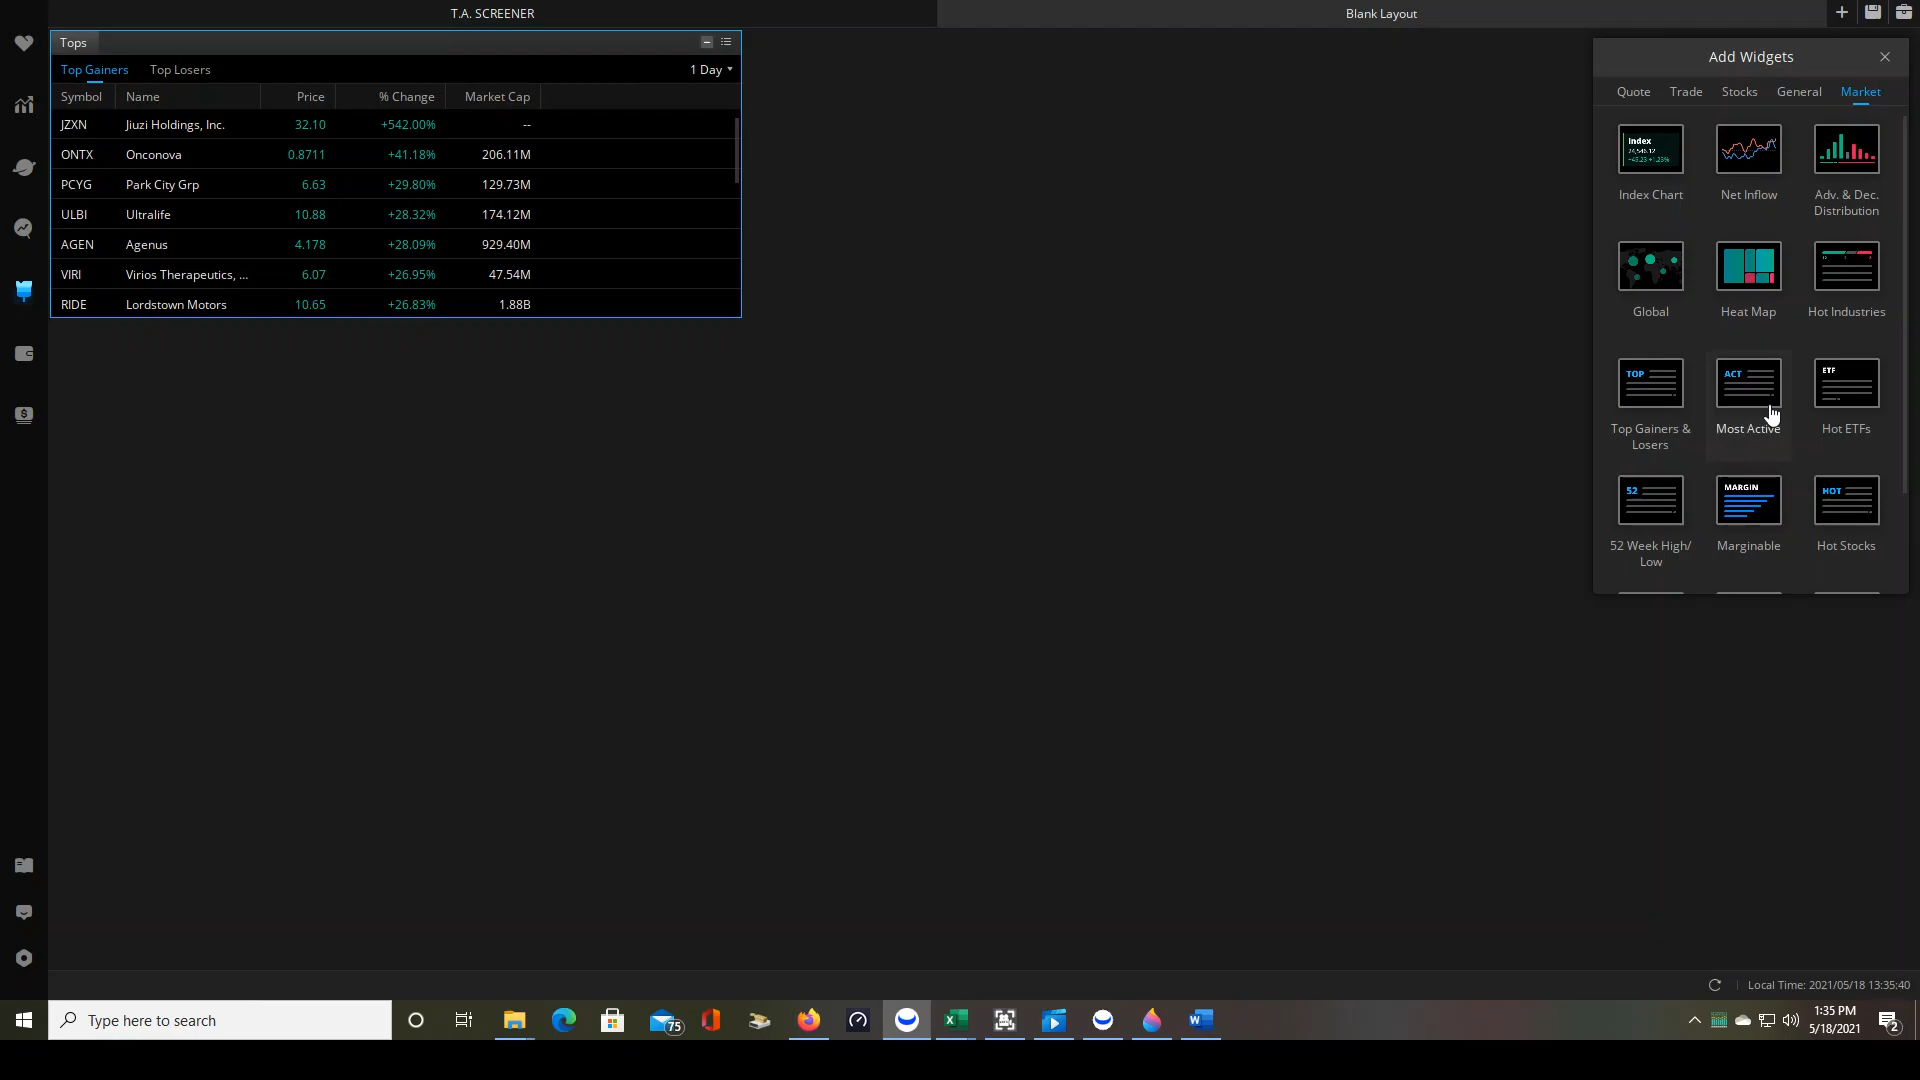 T.A. SCREENER
Blank Layout
Tops
Top Gainers Top Losers 1 Day
Symbol Name Price % Change Market Cap
JZXN Jiuzi Holdings, Inc. 32.10 +542.00% --
ONTX Onconova 0.8711 +41.18% 206.11M
PCYG Park City Grp 6.63 +29.80% 129.73M
ULBI Ultralife 10.88 +28.32% 174.12M
AGEN Agenus 4.178 +28.09% 929.40M
VIRI Virios Therapeutics, ... 6.07 +26.95% 47.54M
RIDE Lordstown Motors 10.65 +26.83% 1.88B
Add Widgets
Quote Trade Stocks General Market
Index
24,546.12
+45.25 +1.23%
Index Chart Net Inflow Adv. & Dec.
Distribution
Global Heat Map Hot Industries
TOP ACT ETF
Top Gainers &
Losers
Most Active
Hot ETFs
52 MARGIN HOT
52 Week High/
Low
Marginable
Hot Stocks
Local Time: 2021/05/18 13:35:40
Type here to search
75
1:35 PM
5/18/2021
2